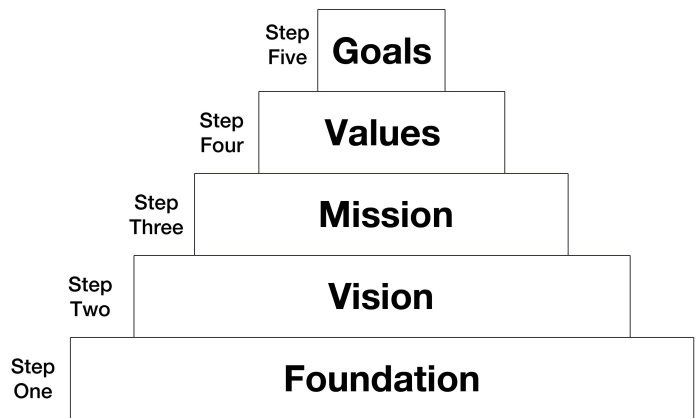 Step
Five
Goals
Step
Four
Values
Step
Three
Mission
Step
Two
Vision
Step
One
Foundation